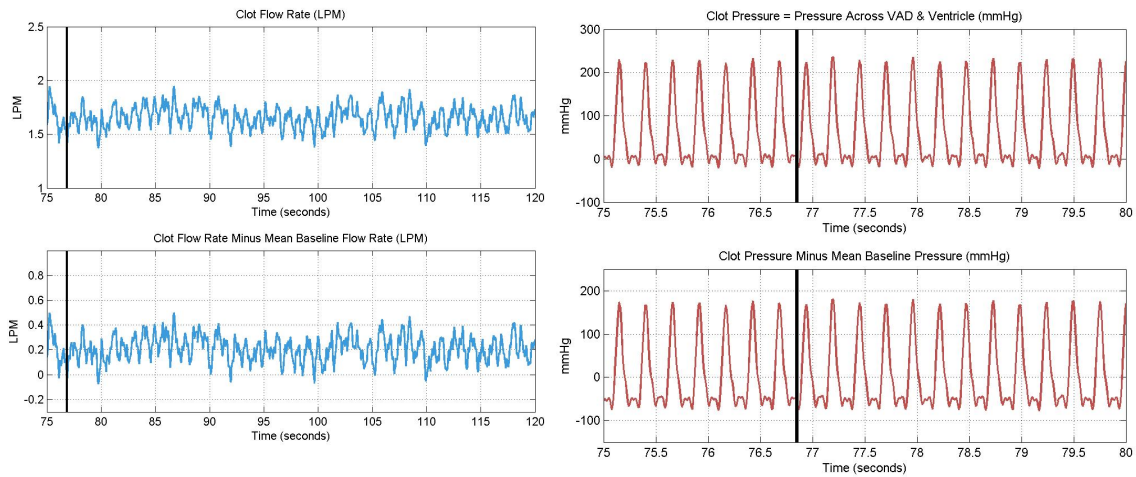 Clot Flow Rate (LPM)
2.5
2
1.5
1
LPM
75 80 85 90 95 100 105 110 115 120
Time (seconds)
Clot Flow Rate Minus Mean Baseline Flow Rate (LPM)
0.8
0.6
0.4
0.2
0
-0.2
LPM
75 80 85 90 95 100 105 110 115 120
Time (seconds)
Clot Pressure = Pressure Across VAD & Ventricle (mmHg)
300
200
100
0
-100
mmHg
75 75.5 76 76.5 77 77.5 78 78.5 79 79.5 80
Time (seconds)
Clot Pressure Minus Mean Baseline Pressure (mmHg)
200
100
0
-100
mmHg
75 75.5 76 76.5 77 77.5 78 78.5 79 79.5 80
Time (seconds)